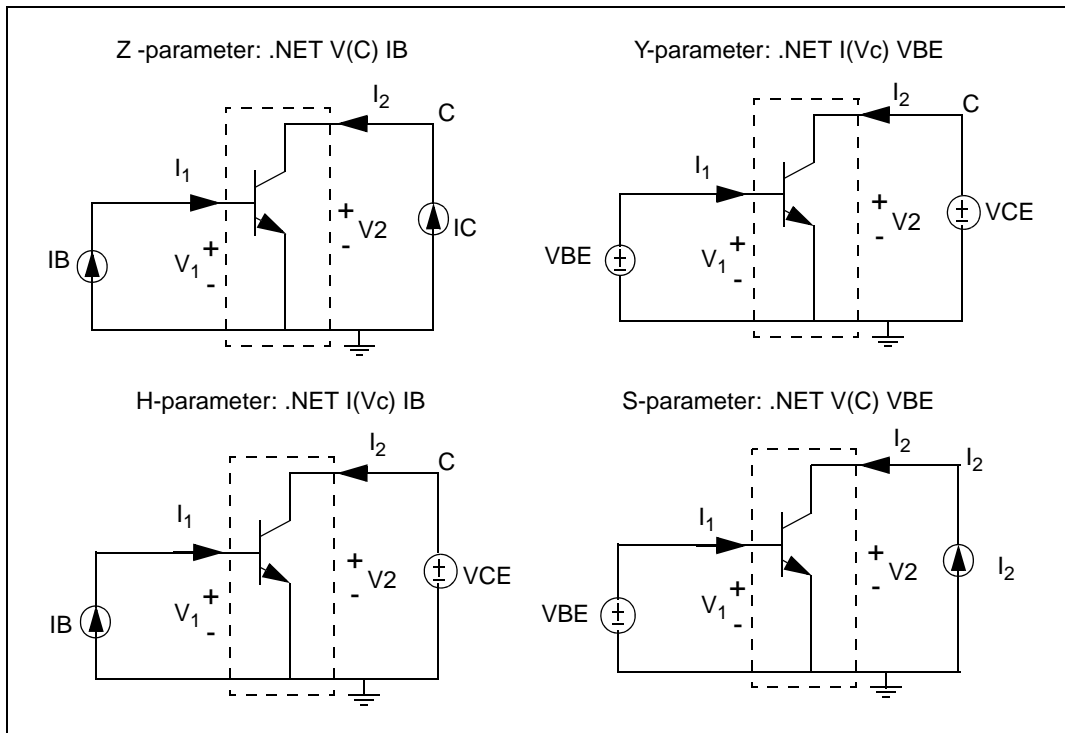 Z -parameter: .NET V(C) IB
I2
C
I1
IB
V1
+
-
+
V2
-
IC
Y-parameter: .NET I(Vc) VBE
I2
C
I1
VBE
±
V1
+
-
+
V2
-
±
VCE
H-parameter: .NET I(Vc) IB
I2
C
I1
IB
V1
+
-
+
V2
-
±
VCE
S-parameter: .NET V(C) VBE
I2
I2
I1
VBE
±
V1
+
-
+
V2
-
I2